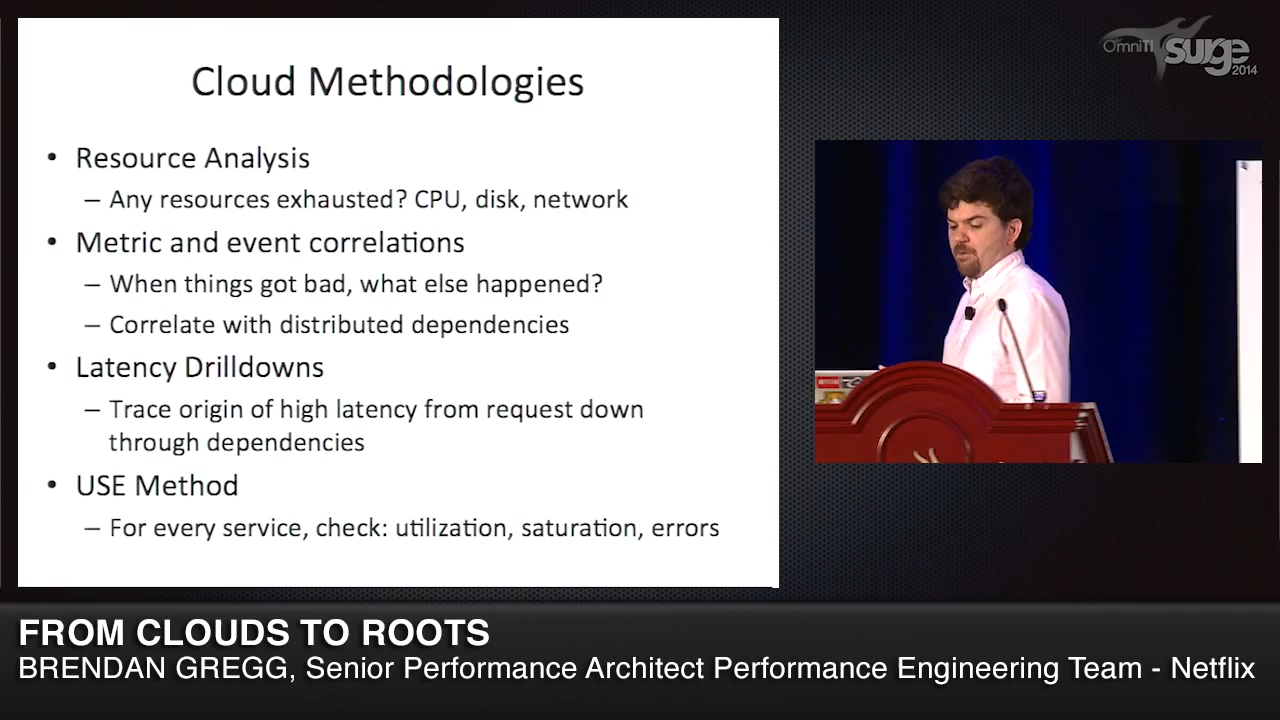 Cloud Methodologies
• Resource Analysis
– Any resources exhausted? CPU, disk, network
• Metric and event correlations
– When things got bad, what else happened?
– Correlate with distributed dependencies
• Latency Drilldowns
– Trace origin of high latency from request down
through dependencies
• USE Method
– For every service, check: utilization, saturation, errors
OmniTI surge
2014
NETFLIX
FROM CLOUDS TO ROOTS
BRENDAN GREGG, Senior Performance Architect Performance Engineering Team - Netflix